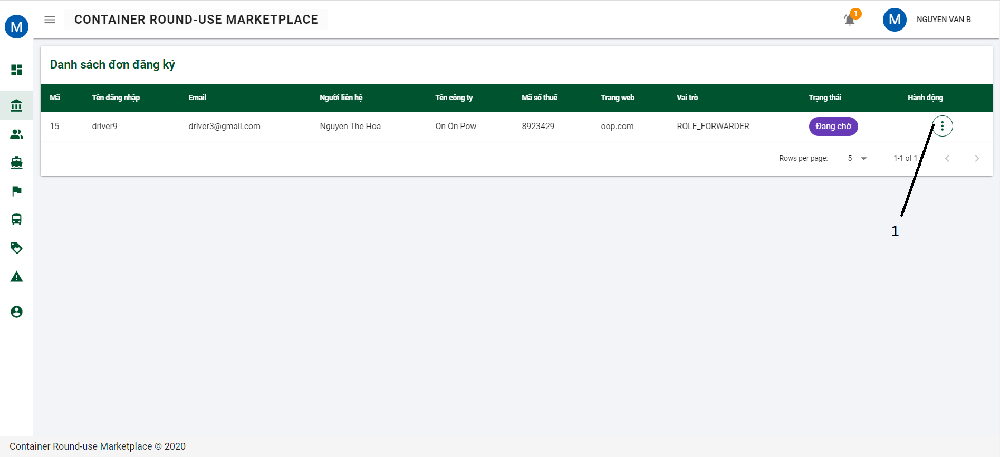 M
CONTAINER ROUND-USE MARKETPLACE
1
M
NGUYEN VAN B
Danh sách đơn đăng ký
Mã Tên đăng nhập Email Người liên hệ Tên công ty Mã số thuế Trang web Vai trò Trạng thái Hành động
15 driver9 driver3@gmail.com Nguyen The Hoa On On Pow 8923429 oop.com ROLE_FORWARDER Đang chờ
Rows per page: 5 1-1 of 1
1
Container Round-use Marketplace © 2020